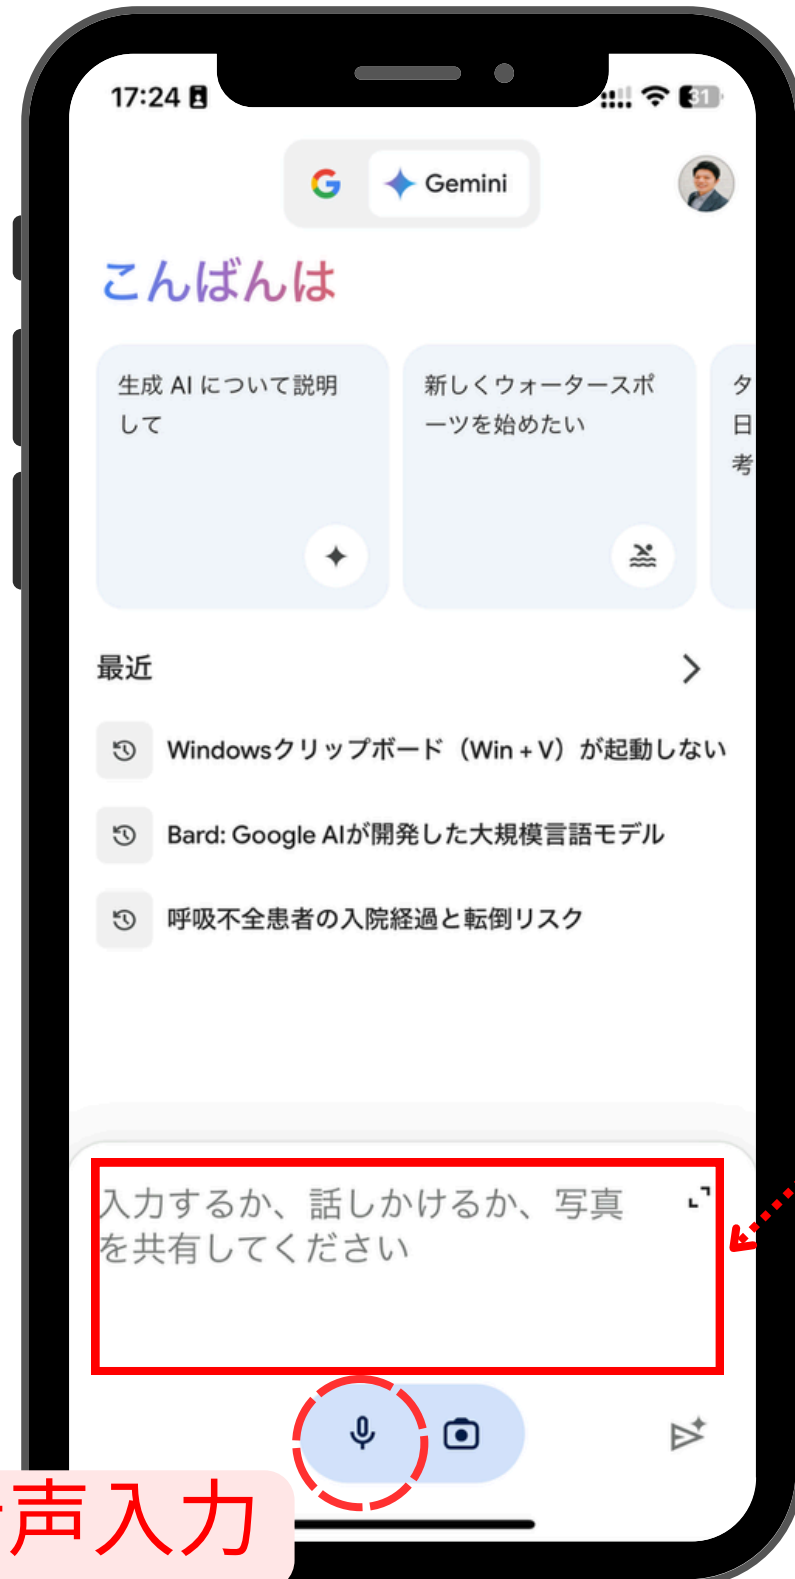 17:24
31
Gemini
こんばんは
生成 AI について説明
して
新しくウォータースポ
ーツを始めたい
タ
日
考
最近
Windowsクリップボード（Win + V）が起動しない
Bard: Google AIが開発した大規模言語モデル
呼吸不全患者の入院経過と転倒リスク
入力するか、話しかけるか、写真
を共有してください
声入力